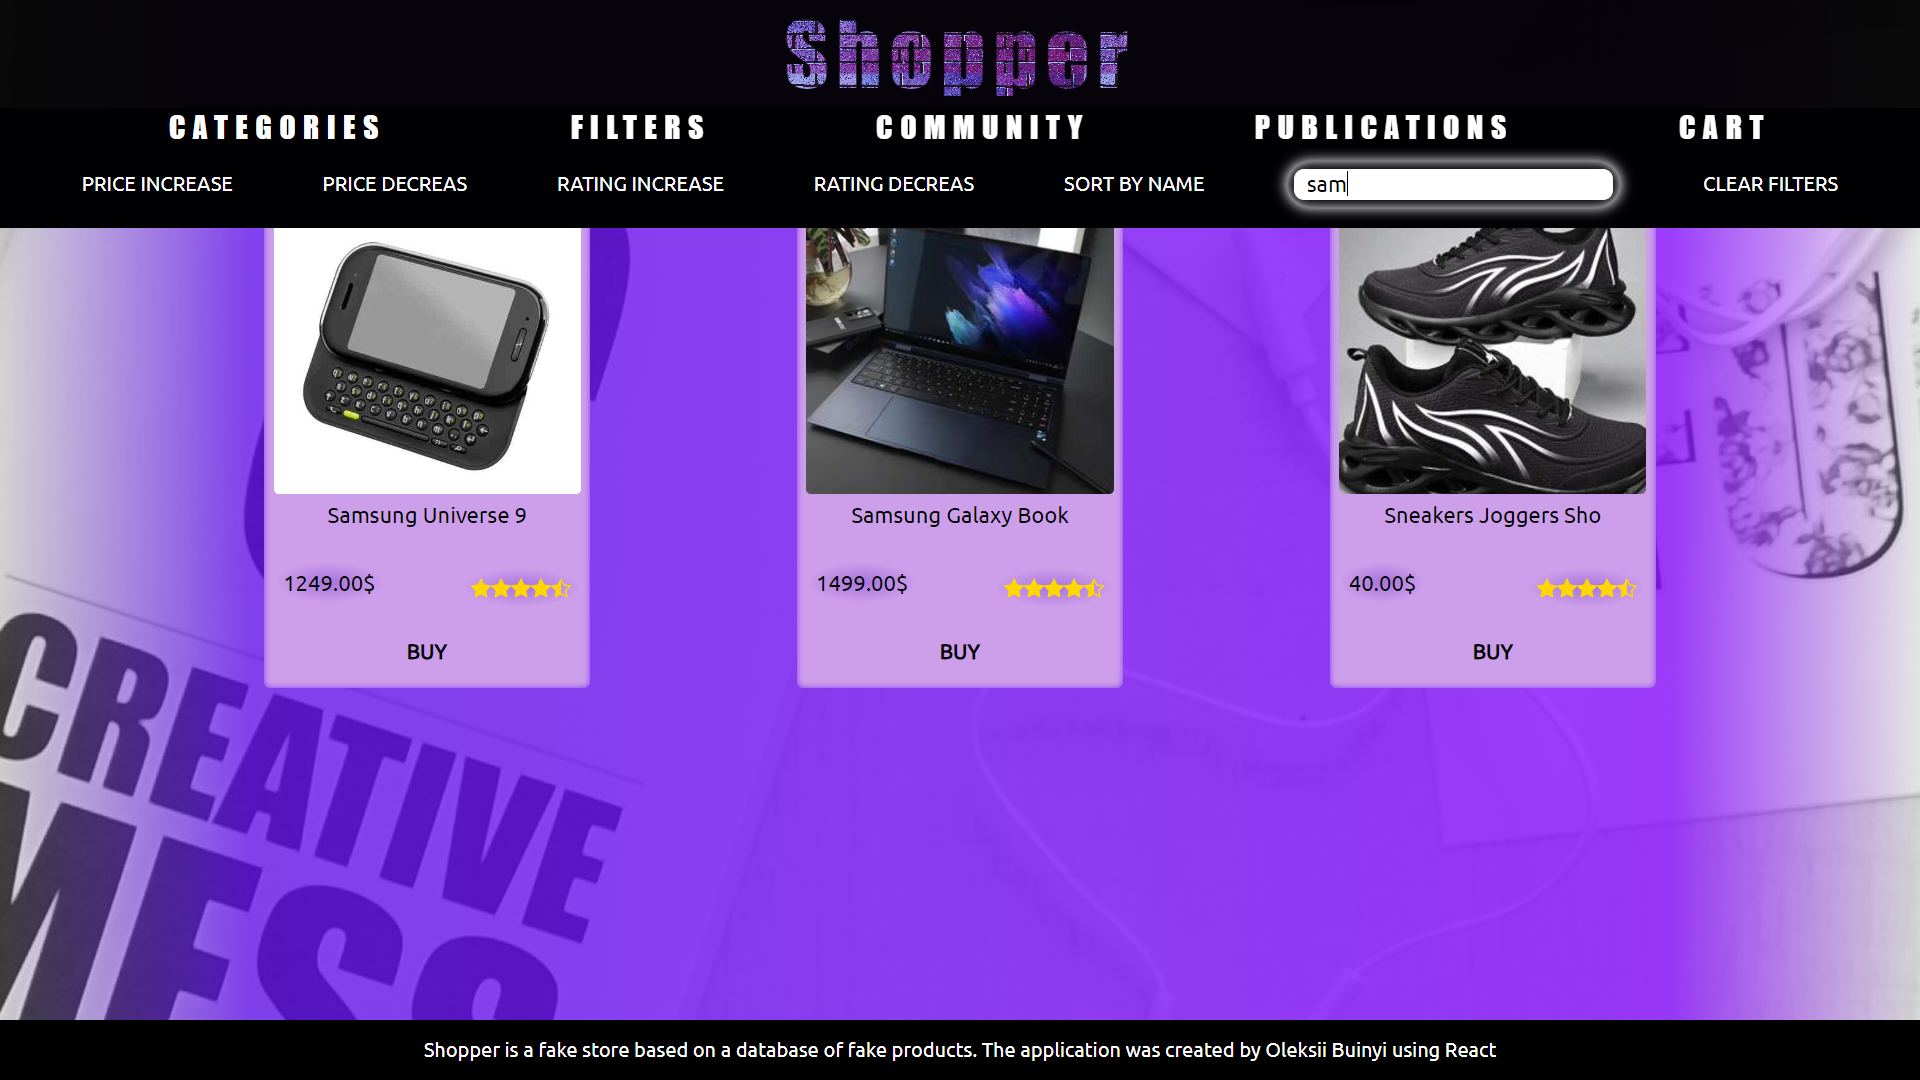 Shopper
CATEGORIES FILTERS COMMUNITY PUBLICATIONS CART
PRICE INCREASE PRICE DECREAS RATING INCREASE RATING DECREAS SORT BY NAME sam CLEAR FILTERS
Samsung Universe 9 Samsung Galaxy Book Sneakers Joggers Sho
1249.00$ 1499.00$ 40.00$
BUY BUY BUY
CREATIVE
MESS
Shopper is a fake store based on a database of fake products. The application was created by Oleksii Buinyi using React